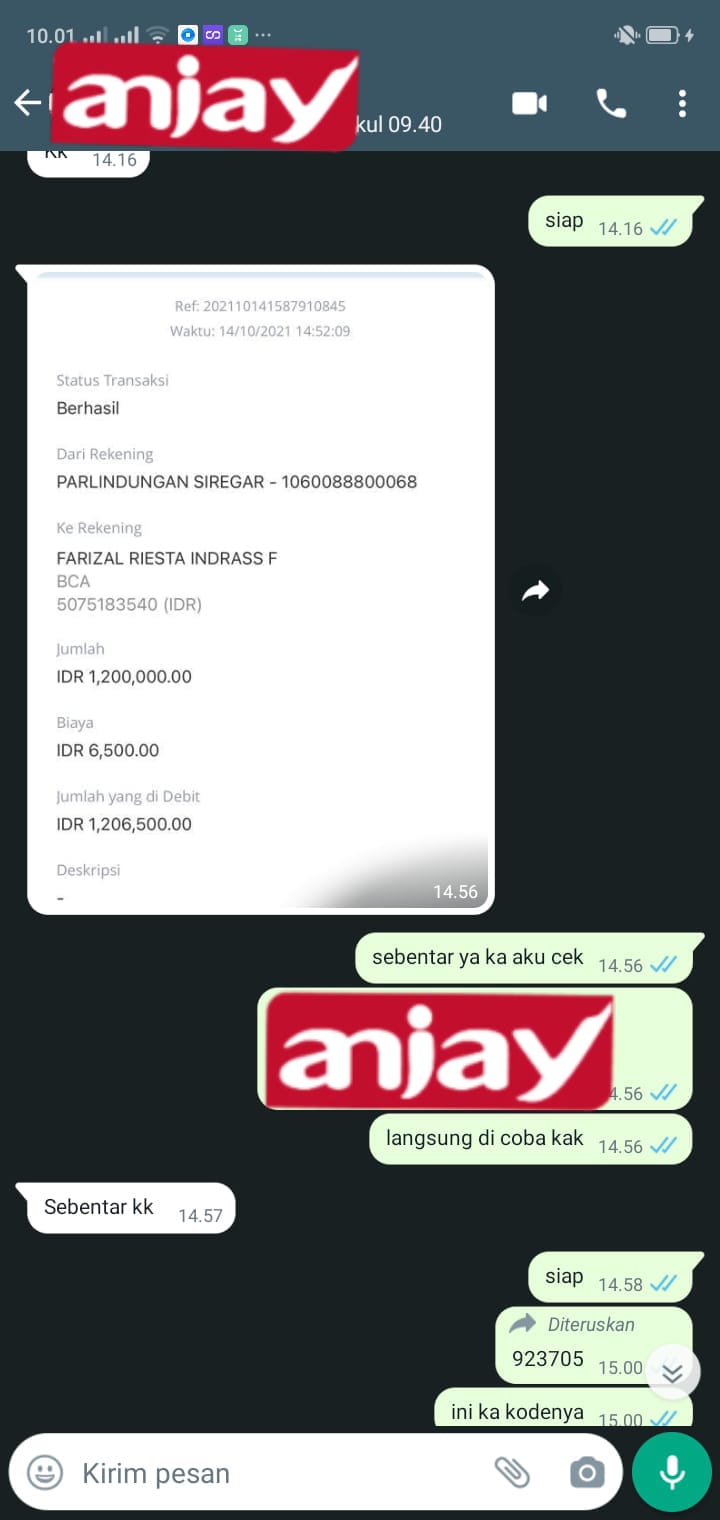 10.01
anjay
kul 09.40
Kk 14.16
siap 14.16
Ref: 202110141587910845
Waktu: 14/10/2021 14:52:09
Status Transaksi
Berhasil
Dari Rekening
PARLINDUNGAN SIREGAR - 1060088800068
Ke Rekening
FARIZAL RIESTA INDRASS F
BCA
5075183540 (IDR)
Jumlah
IDR 1,200,000.00
Biaya
IDR 6,500.00
Jumlah yang di Debit
IDR 1,206,500.00
Deskripsi
-
14.56
sebentar ya ka aku cek 14.56
anjay
4.56
langsung di coba kak 14.56
Sebentar kk 14.57
siap 14.58
Diteruskan
923705 15.00
ini ka kodenya 15.00
Kirim pesan